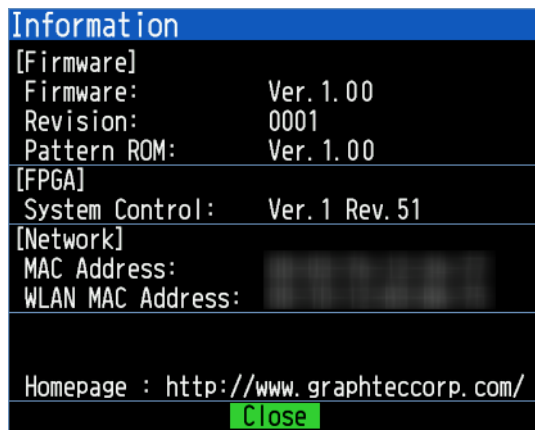 Information
[Firmware]
Firmware: Ver. 1.00
Revision: 0001
Pattern ROM: Ver. 1.00
[FPGA]
System Control: Ver. 1 Rev. 51
[Network]
MAC Address:
WLAN MAC Address:
Homepage : http://www.graphteccorp.com/
Close